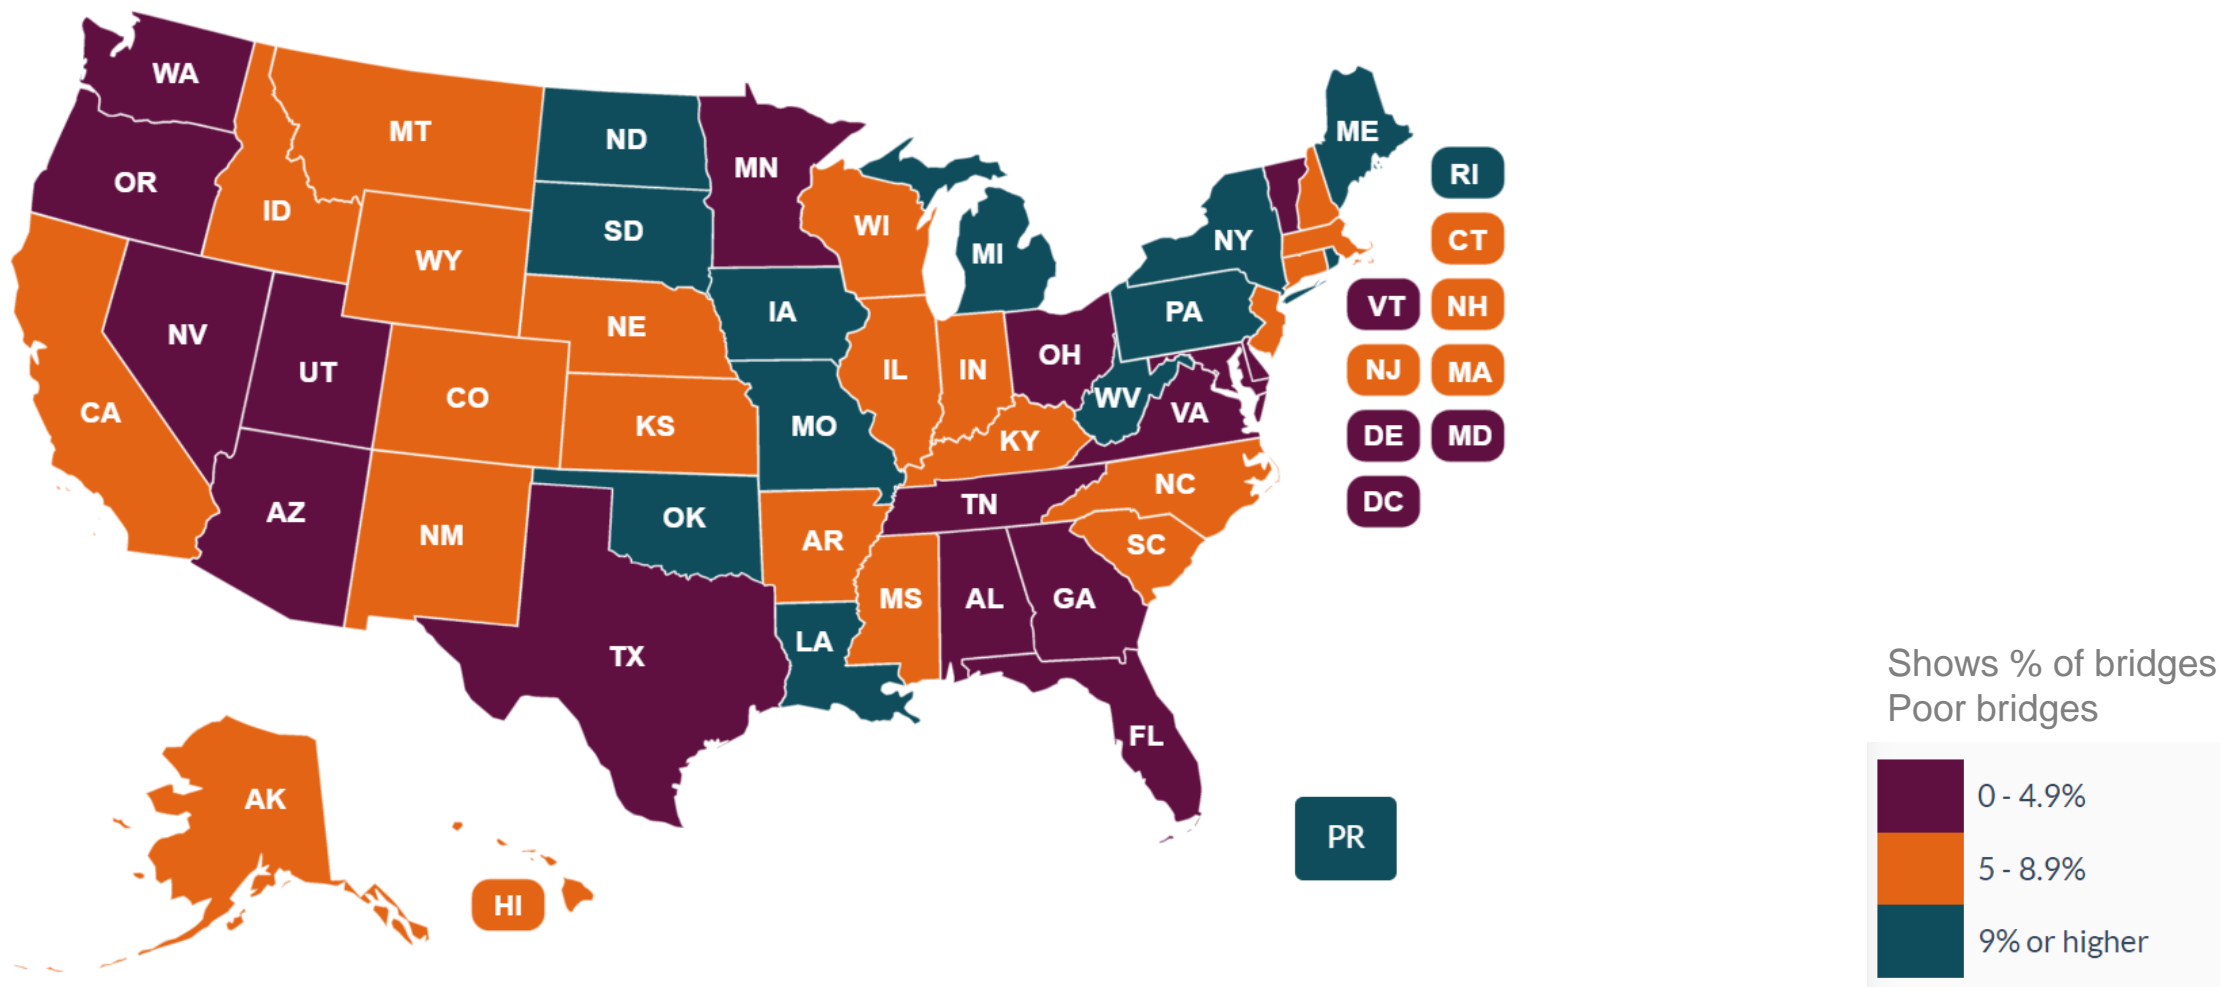 WA
MT
ND
MN
ME
OR
ID
SD
WI
MI
NY
RI
CT
WY
IA
PA
VT
NH
NV
UT
NE
IL
IN
OH
NJ
MA
CA
CO
KS
MO
WV
VA
KY
DE
MD
AZ
NM
OK
AR
TN
NC
SC
DC
MS
AL
GA
LA
TX
FL
AK
HI
PR
Shows % of bridges
Poor bridges
0 - 4.9%
5 - 8.9%
9% or higher